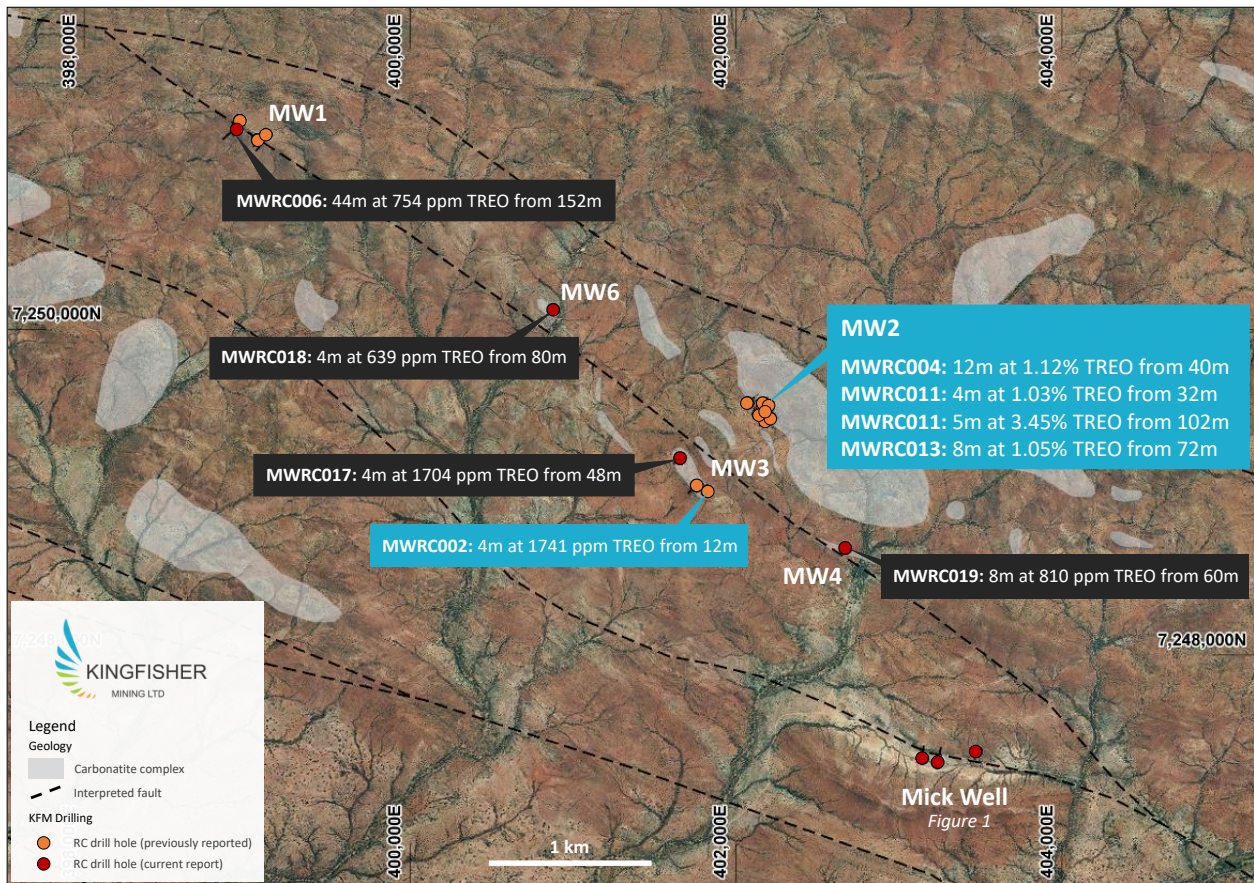 398,000E
400,000E
402,000E
404,000E
MW1
MWRC006: 44m at 754 ppm TREO from 152m
MW6
7,250,000N
7,250,000N
MWRC018: 4m at 639 ppm TREO from 80m
MW2
MWRC004: 12m at 1.12% TREO from 40m
MWRC011: 4m at 1.03% TREO from 32m
MWRC011: 5m at 3.45% TREO from 102m
MWRC013: 8m at 1.05% TREO from 72m
MW3
MWRC017: 4m at 1704 ppm TREO from 48m
MWRC002: 4m at 1741 ppm TREO from 12m
MW4
MWRC019: 8m at 810 ppm TREO from 60m
7,248,000N
7,248,000N
KINGFISHER
MINING LTD
Legend
Geology
Carbonatite complex
Interpreted fault
KFM Drilling
RC drill hole (previously reported)
RC drill hole (current report)
Mick Well
Figure 1
1 km
400,000E
402,000E
404,000E